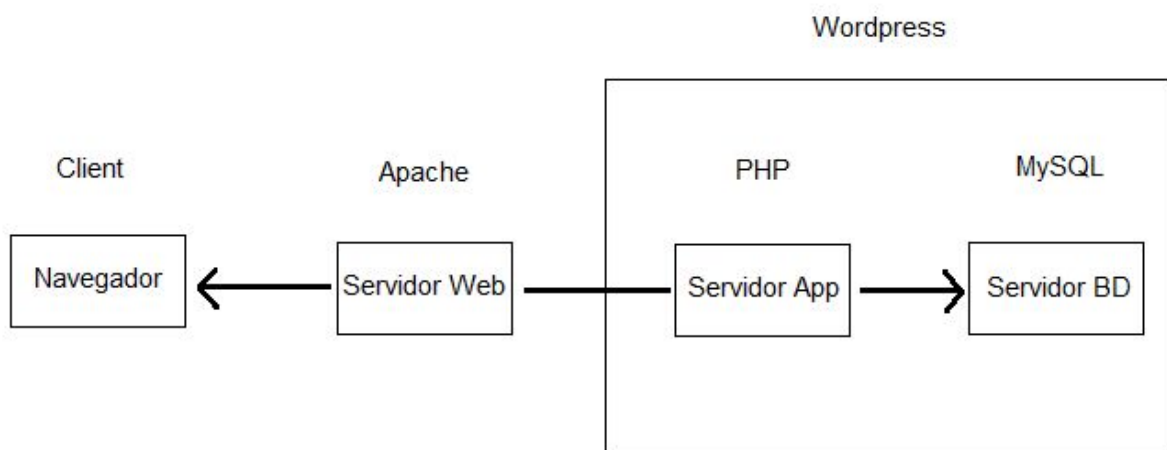 Wordpress
Client
Apache
PHP
MySQL
Navegador
Servidor Web
Servidor App
Servidor BD